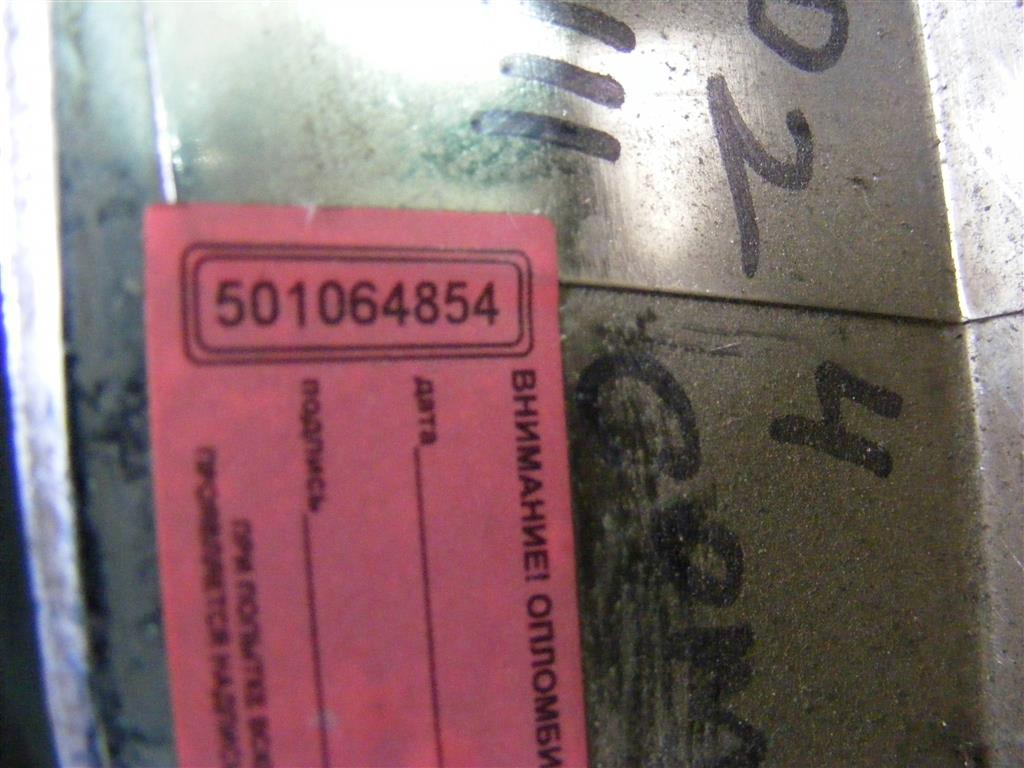 501064854
ВНИМАНИЕ! ОПЛОМБИ
дата
подпись
ПРИ ПОПЫТКЕ ВСК
ПРОЯВЛЯЕТСЯ НАДПИС